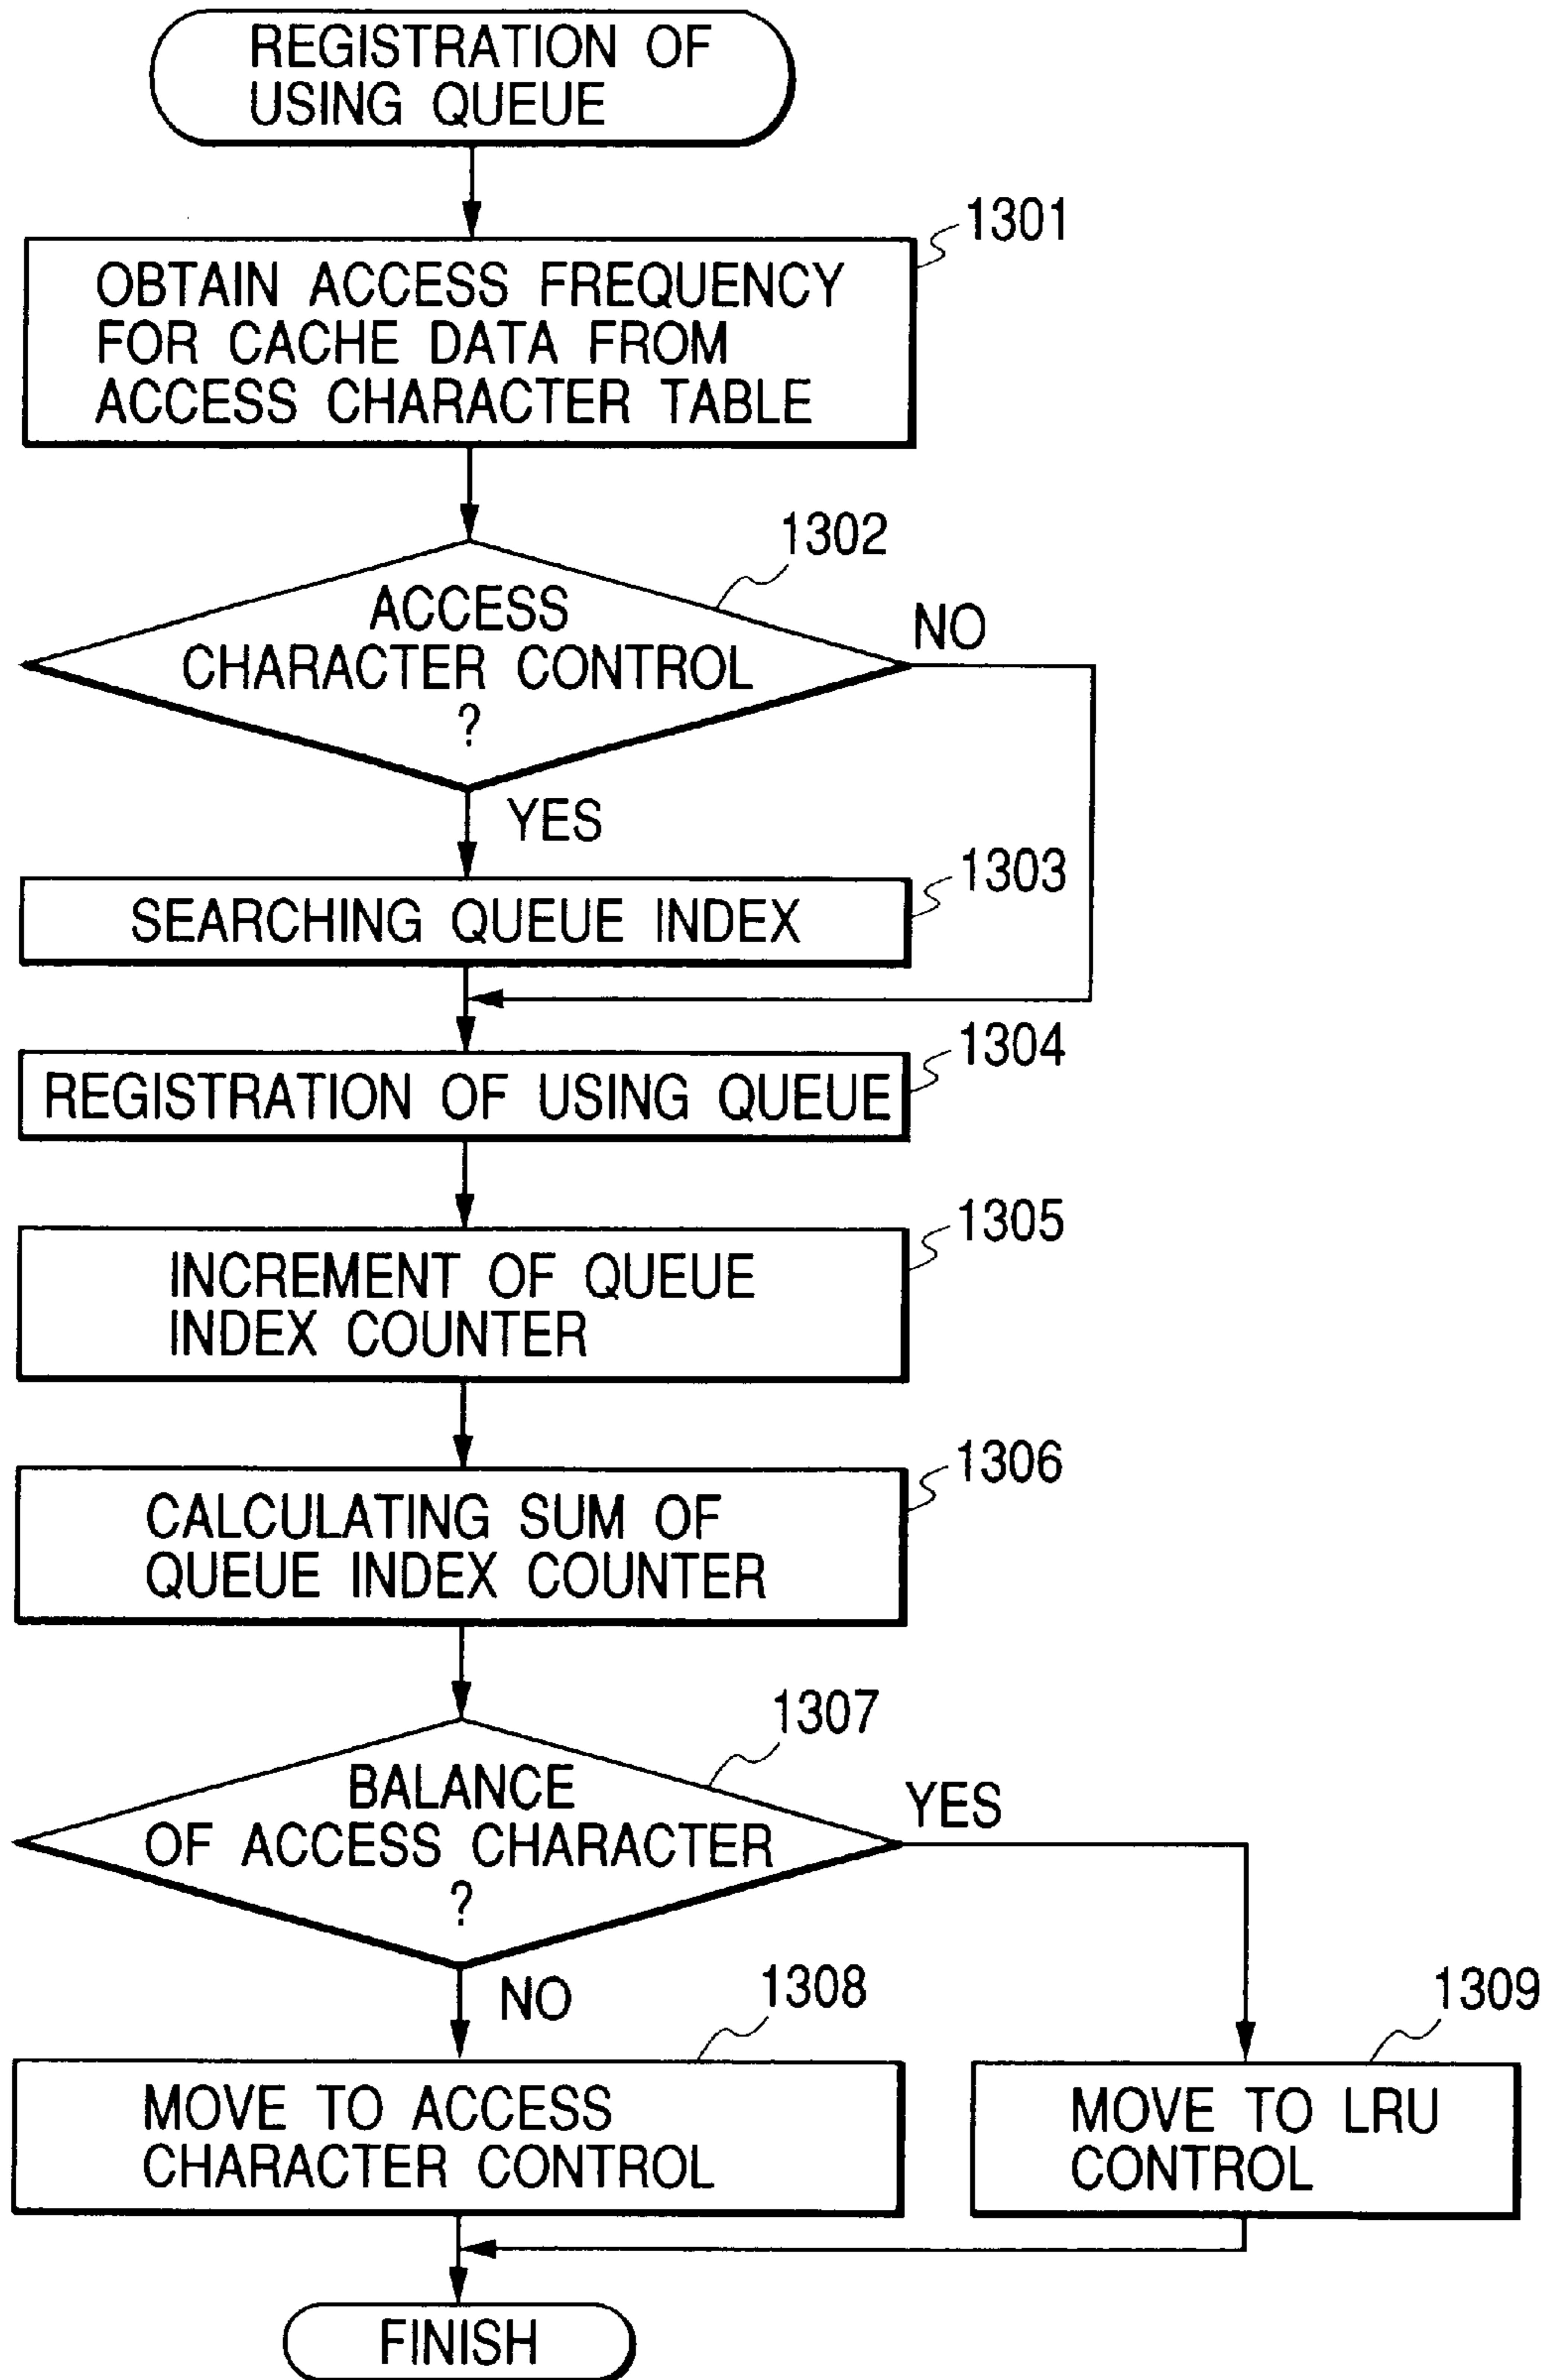 REGISTRATION OF
USING QUEUE
1301
OBTAIN ACCESS FREQUENCY
FOR CACHE DATA FROM
ACCESS CHARACTER TABLE
1302
ACCESS
CHARACTER CONTROL
?
NO
YES
1303
SEARCHING QUEUE INDEX
1304
REGISTRATION OF USING QUEUE
1305
INCREMENT OF QUEUE
INDEX COUNTER
1306
CALCULATING SUM OF
QUEUE INDEX COUNTER
1307
BALANCE
OF ACCESS CHARACTER
?
YES
NO
1308
MOVE TO ACCESS
CHARACTER CONTROL
1309
MOVE TO LRU
CONTROL
FINISH